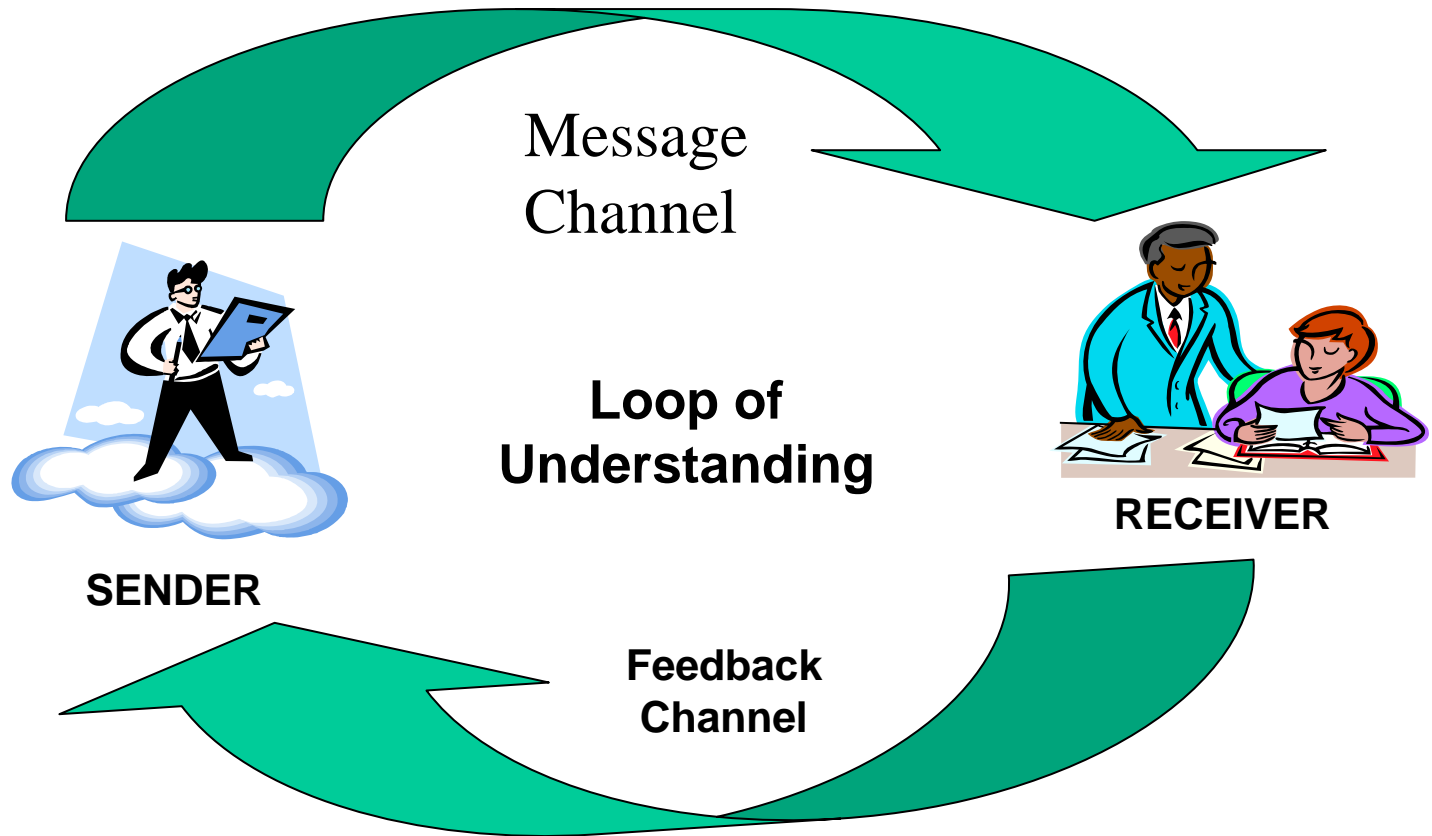 Message
Channel
Loop of
Understanding
RECEIVER
SENDER
Feedback
Channel